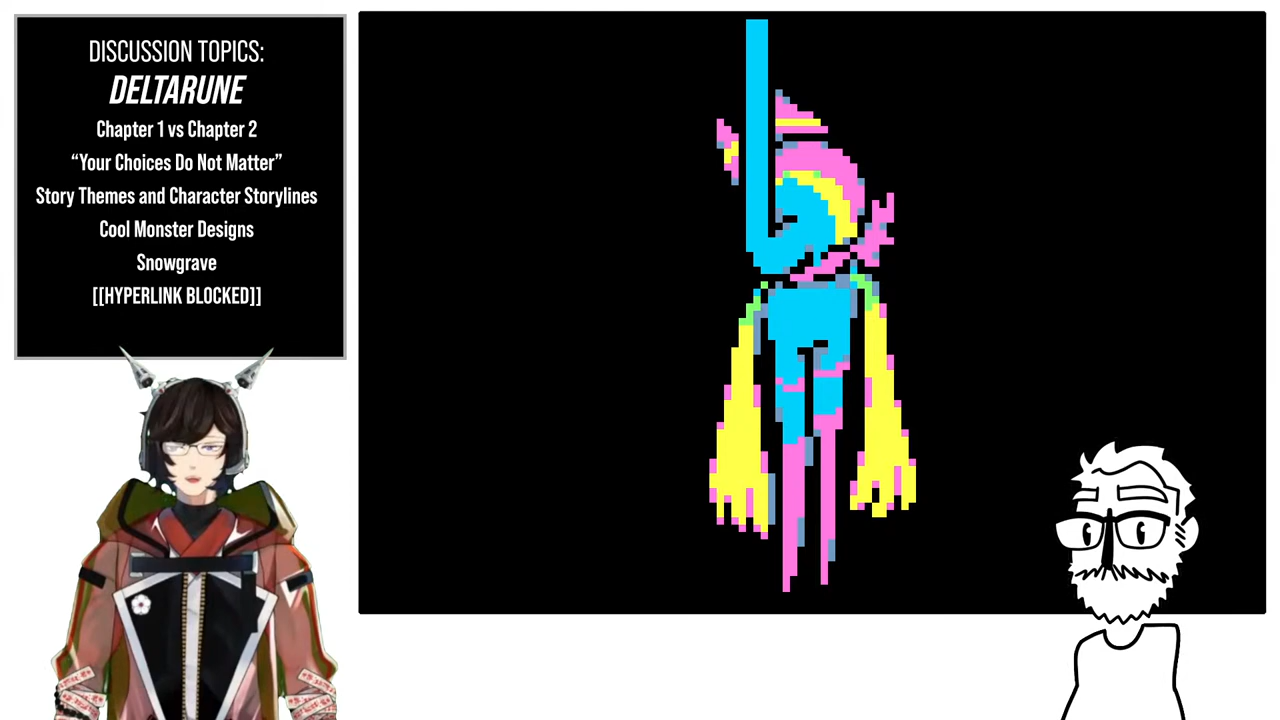 DISCUSSION TOPICS:
DELTARUNE
Chapter 1 vs Chapter 2
“Your Choices Do Not Matter”
Story Themes and Character Storylines
Cool Monster Designs
Snowgrave
[[HYPERLINK BLOCKED]]